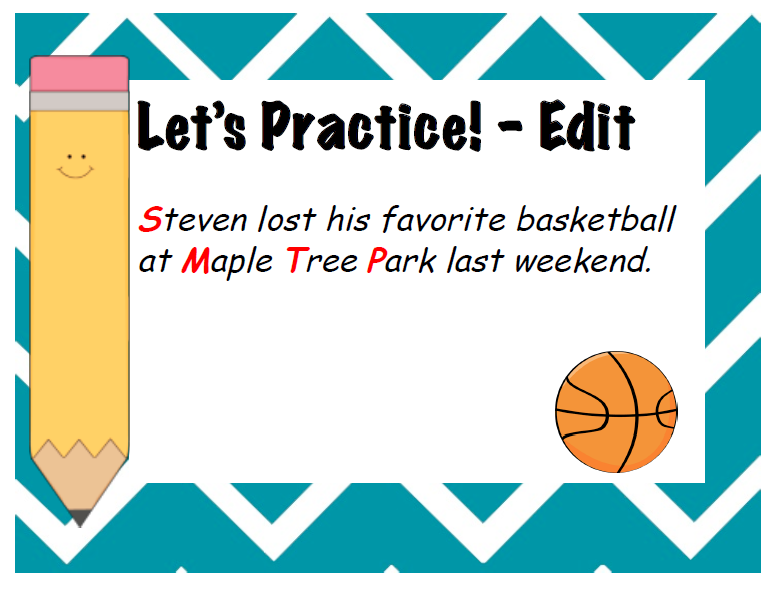 Let's Practice! - Edit
Steven lost his favorite basketball
at Maple Tree Park last weekend.